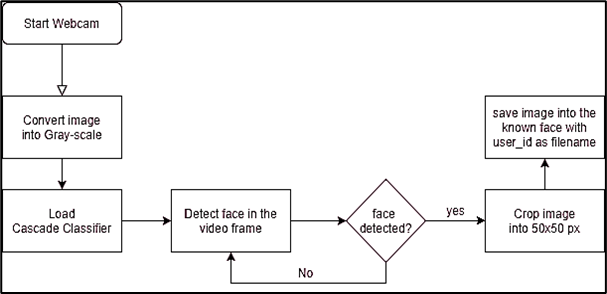 Start Webcam
Convert image
into Gray-scale
Load
Cascade Classifier
Detect face in the
video frame
face
detected?
yes
No
Crop image
into 50x50 px
save image into the
known face with
user_id as filename